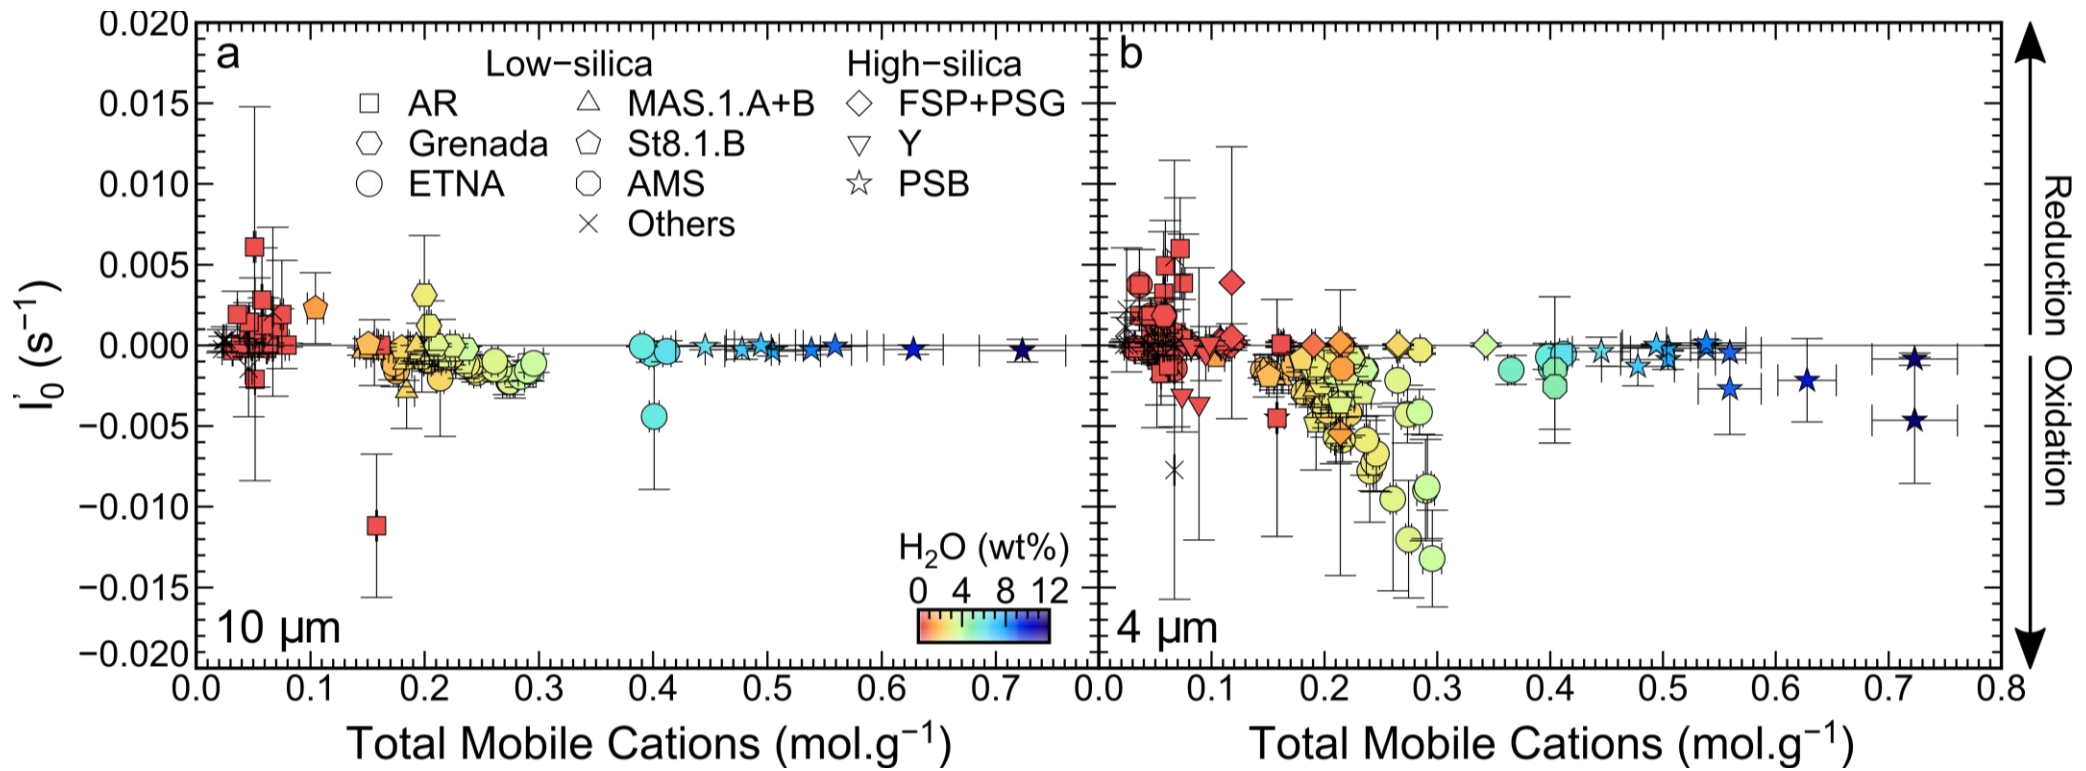 0.020
0.015
0.010
0.005
0.000
−0.005
−0.010
−0.015
−0.020
I'₀ (s⁻¹)
a
Low−silica
High−silica
AR
MAS.1.A+B
FSP+PSG
Grenada
St8.1.B
Y
ETNA
AMS
PSB
Others
H₂O (wt%)
0 4 8 12
10 µm
0.0 0.1 0.2 0.3 0.4 0.5 0.6 0.7
Total Mobile Cations (mol.g⁻¹)
b
4 µm
0.0 0.1 0.2 0.3 0.4 0.5 0.6 0.7 0.8
Total Mobile Cations (mol.g⁻¹)
Reduction
Oxidation